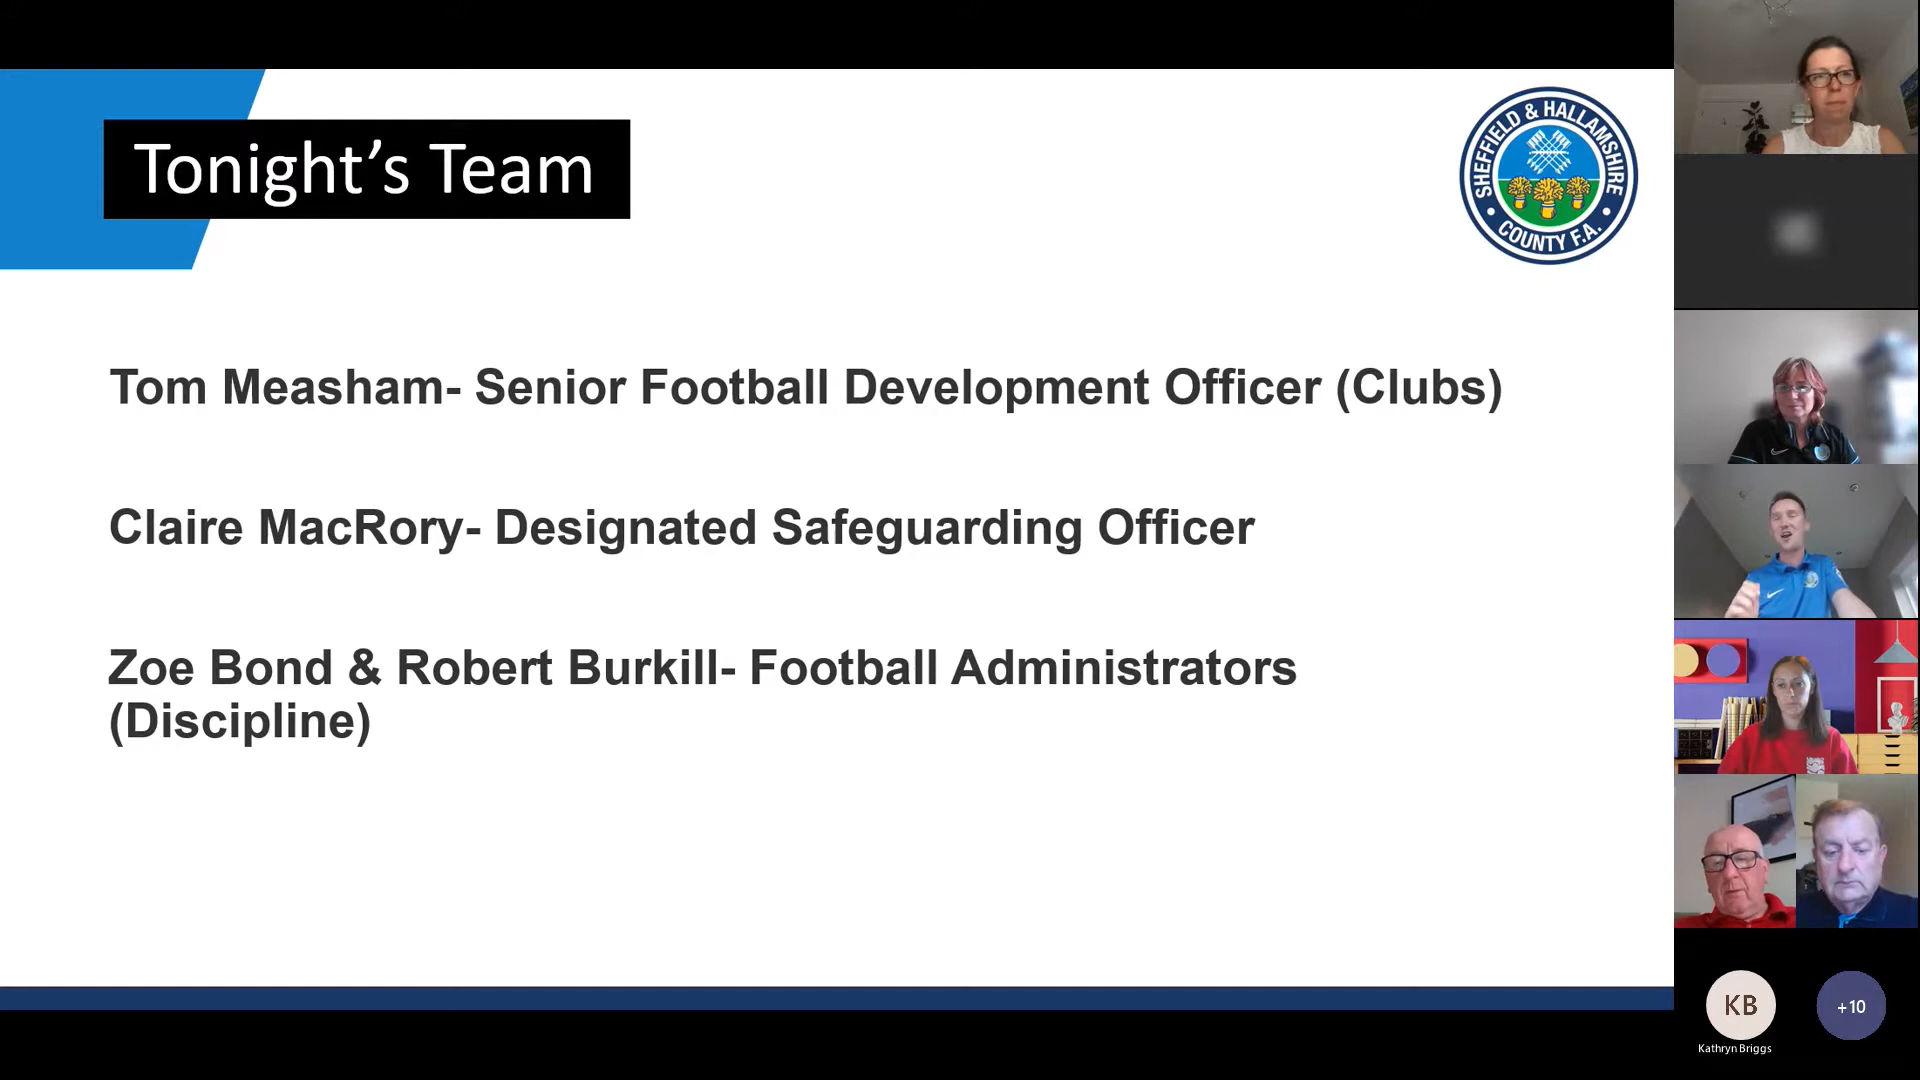 Tonight’s Team
SHEFFIELD & HALLAMSHIRE
COUNTY F.A.
Tom Measham- Senior Football Development Officer (Clubs)
Claire MacRory- Designated Safeguarding Officer
Zoe Bond & Robert Burkill- Football Administrators
(Discipline)
KB
+10
Kathryn Briggs